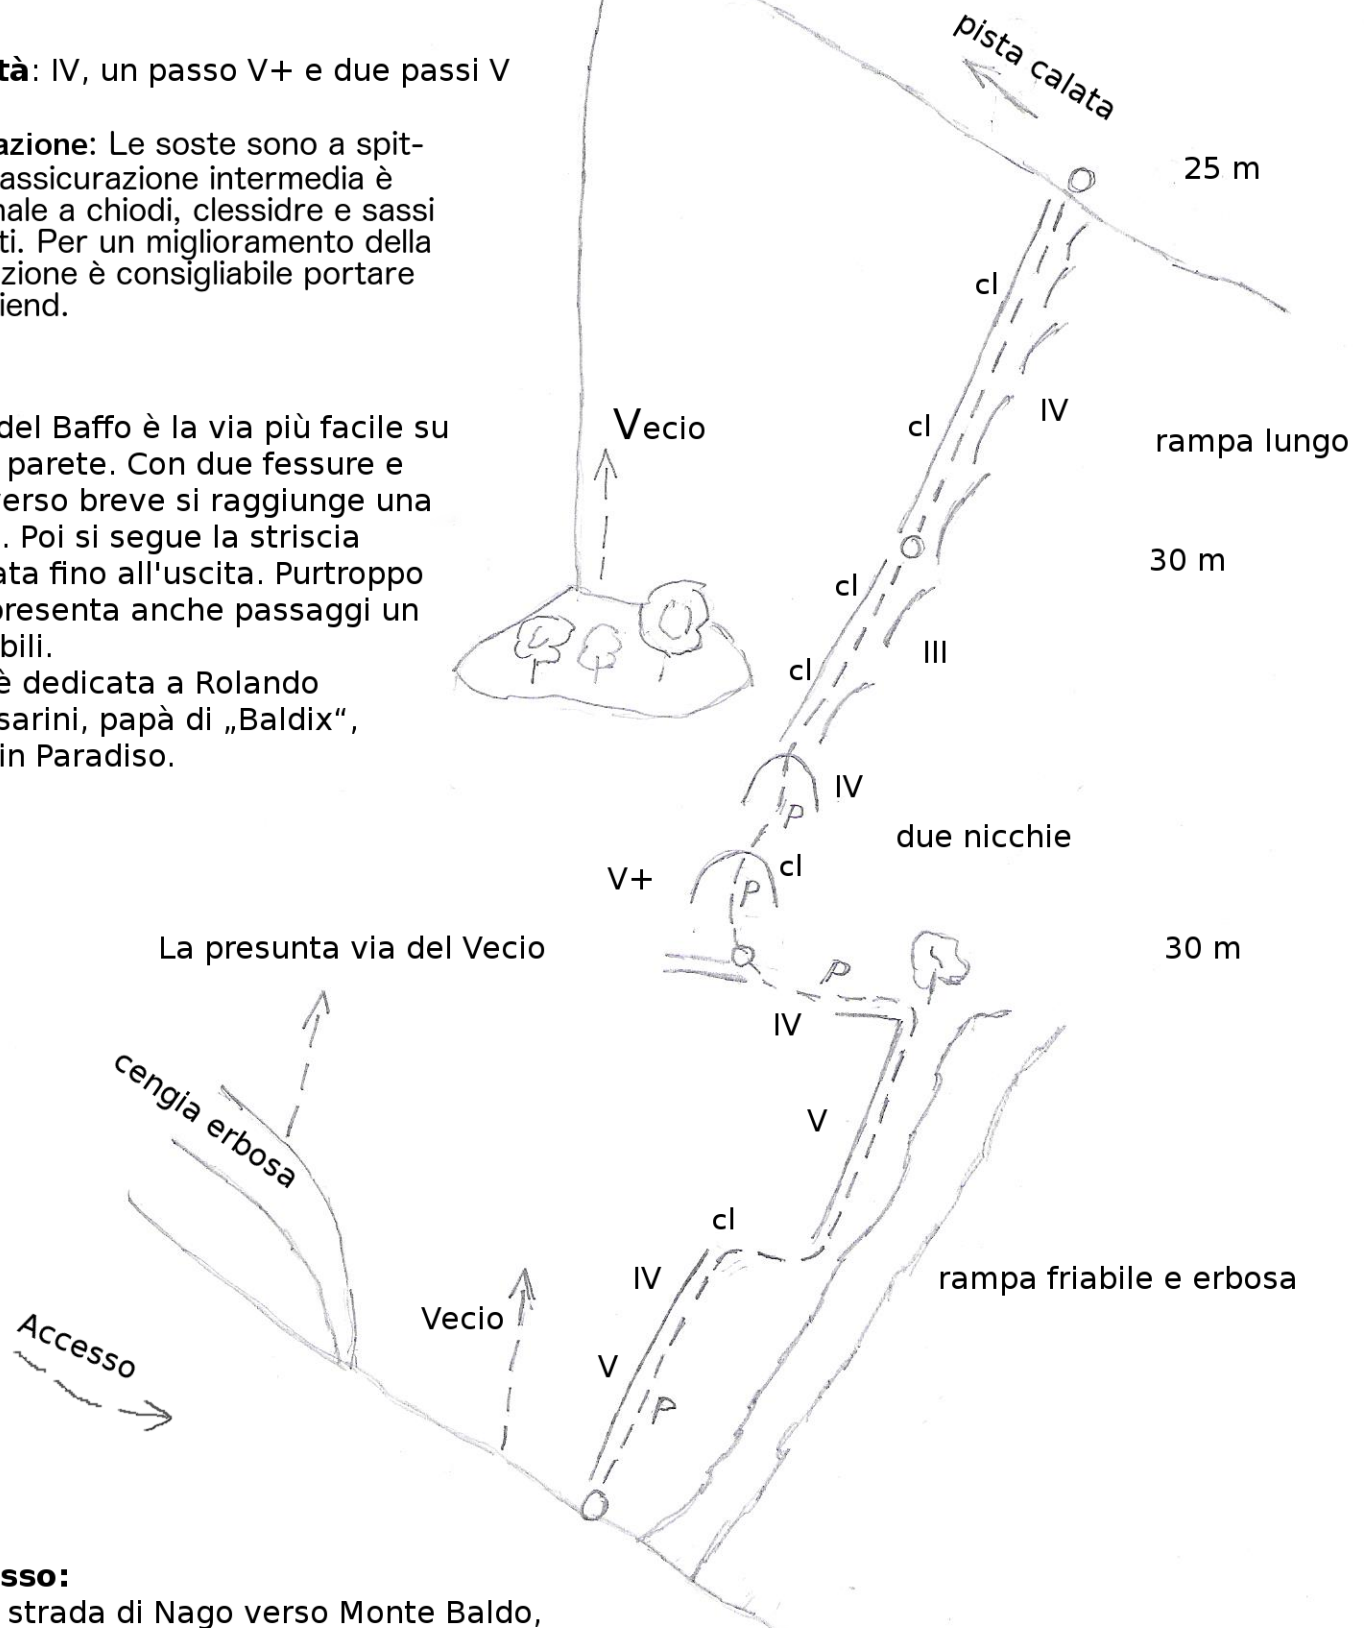 tà: IV, un passo V+ e due passi V
azione: Le soste sono a spit-
assicurazione intermedia è
nale a chiodi, clessidre e sassi
ti. Per un miglioramento della
zione è consigliabile portare
iend.
del Baffo è la via più facile su
parete. Con due fessure e
verso breve si raggiunge una
. Poi si segue la striscia
ata fino all'uscita. Purtroppo
presenta anche passaggi un
bili.
è dedicata a Rolando
sarini, papà di „Baldix“,
in Paradiso.
pista calata
25 m
cl
IV
cl
rampa lungo
Vecio
30 m
cl
III
cl
IV
P
due nicchie
cl
V+
P
La presunta via del Vecio
30 m
P
IV
cengia erbosa
V
cl
IV
rampa friabile e erbosa
Vecio
Accesso
V
P
sso:
strada di Nago verso Monte Baldo,